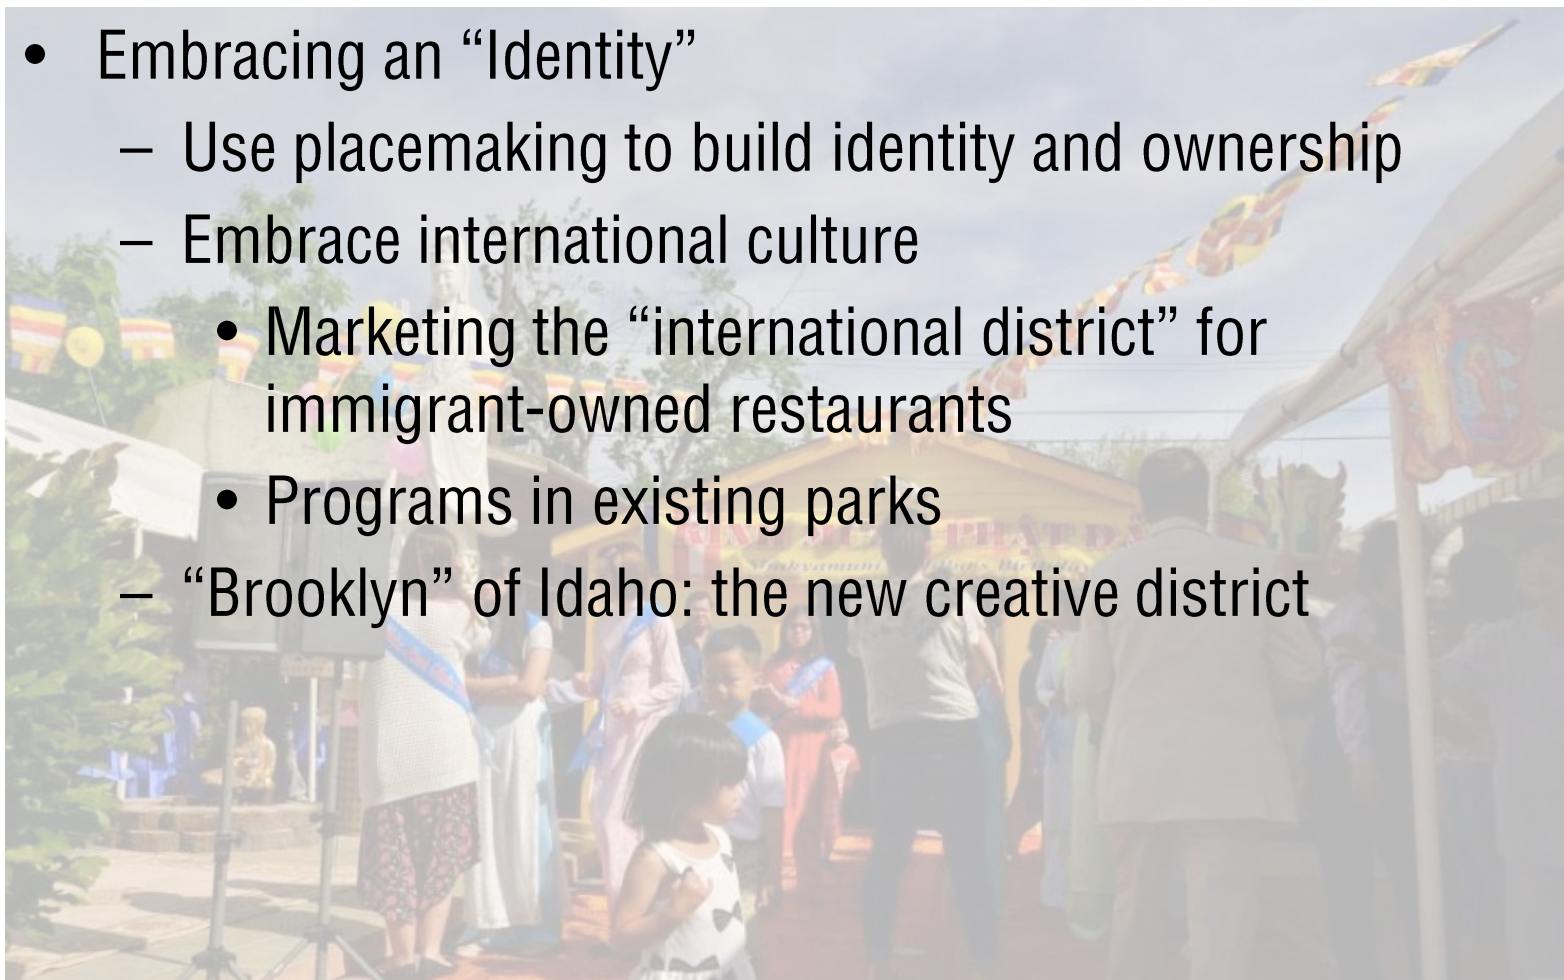 • Embracing an “Identity”
– Use placemaking to build identity and ownership
– Embrace international culture
• Marketing the “international district” for
immigrant-owned restaurants
• Programs in existing parks
– “Brooklyn” of Idaho: the new creative district